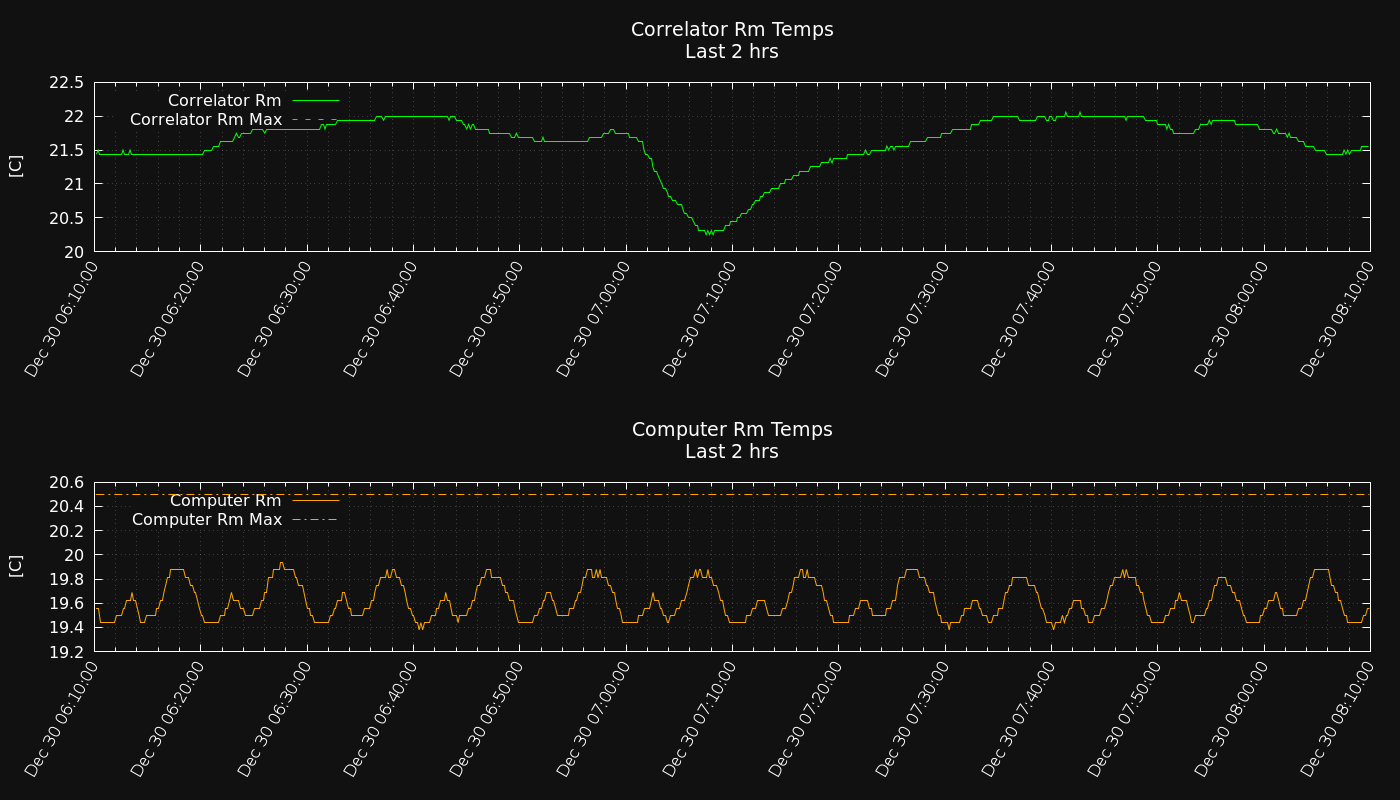 Correlator Rm Temps
Last 2 hrs
22.5
22
21.5
21
20.5
20
[C]
Correlator Rm
Correlator Rm Max
Dec 30 06:10:00
Dec 30 06:20:00
Dec 30 06:30:00
Dec 30 06:40:00
Dec 30 06:50:00
Dec 30 07:00:00
Dec 30 07:10:00
Dec 30 07:20:00
Dec 30 07:30:00
Dec 30 07:40:00
Dec 30 07:50:00
Dec 30 08:00:00
Dec 30 08:10:00
Computer Rm Temps
Last 2 hrs
20.6
20.4
20.2
20
19.8
19.6
19.4
19.2
[C]
Computer Rm
Computer Rm Max
Dec 30 06:10:00
Dec 30 06:20:00
Dec 30 06:30:00
Dec 30 06:40:00
Dec 30 06:50:00
Dec 30 07:00:00
Dec 30 07:10:00
Dec 30 07:20:00
Dec 30 07:30:00
Dec 30 07:40:00
Dec 30 07:50:00
Dec 30 08:00:00
Dec 30 08:10:00